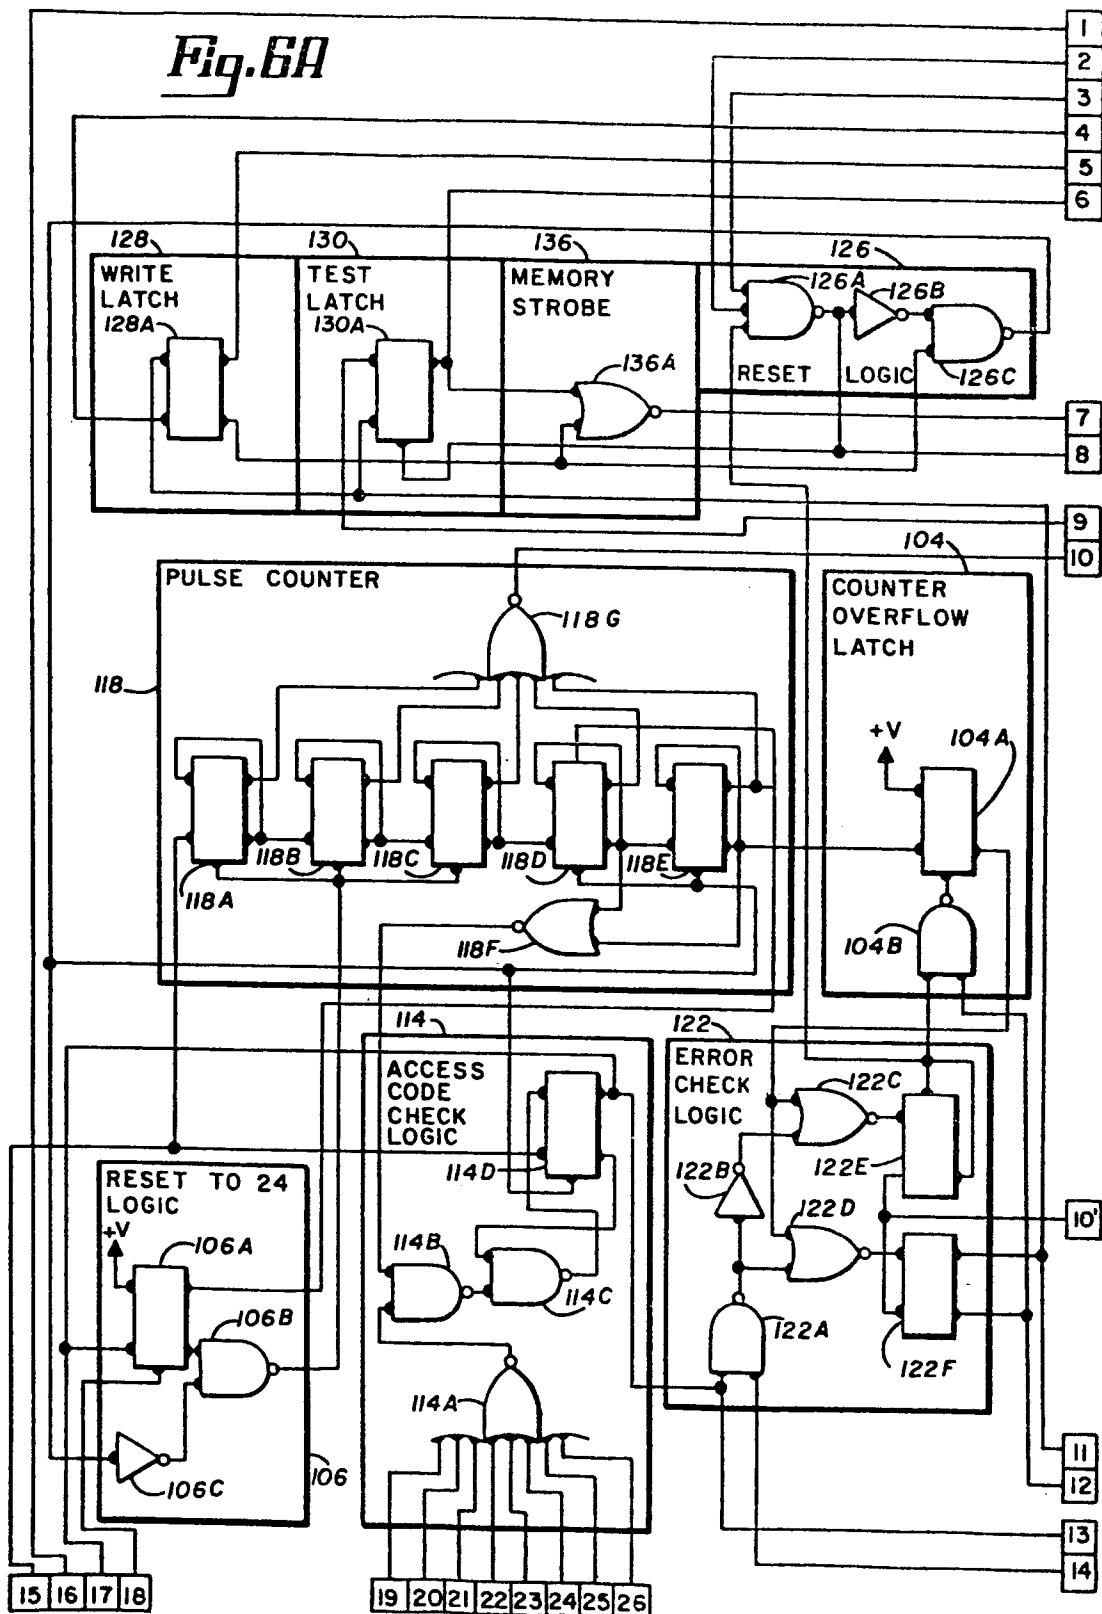 Fig. 6A
1
2
3
4
5
6
128
130
136
126
WRITE
LATCH
128A
TEST
LATCH
130A
MEMORY
STROBE
136A
126A
126B
RESET LOGIC
126C
7
8
9
10
104
PULSE COUNTER
118G
118
118A
118B
118C
118D
118E
118F
COUNTER
OVERFLOW
LATCH
+V
104A
104B
114
ACCESS
CODE
CHECK
LOGIC
114D
114B
114C
114A
122
ERROR
CHECK
LOGIC
122C
122B
122E
122D
122A
122F
10'
RESET TO 24
LOGIC
+V
106A
106B
106C
106
11
12
13
14
15 16 17 18
19 20 21 22 23 24 25 26